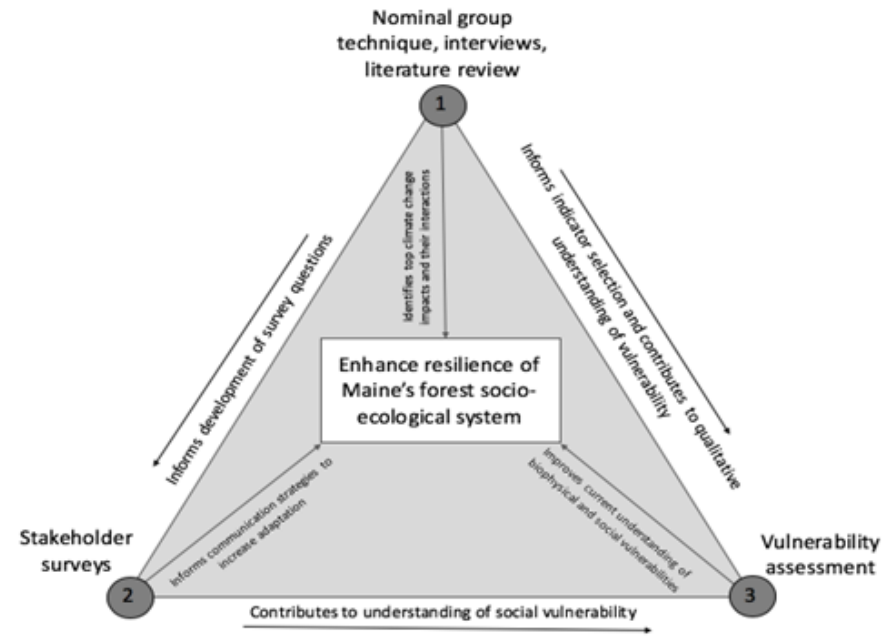 Nominal group
technique, interviews,
literature review
1
Identifies top climate change
impacts and their interactions
Informs indicator selection and contributes to qualitative
understanding of vulnerability
Informs development of survey questions
Enhance resilience of
Maine's forest socio-
ecological system
Informs communication strategies to
increase adaptation
Improves current understanding of
biophysical and social vulnerabilities
Stakeholder
surveys
2
Vulnerability
assessment
3
Contributes to understanding of social vulnerability